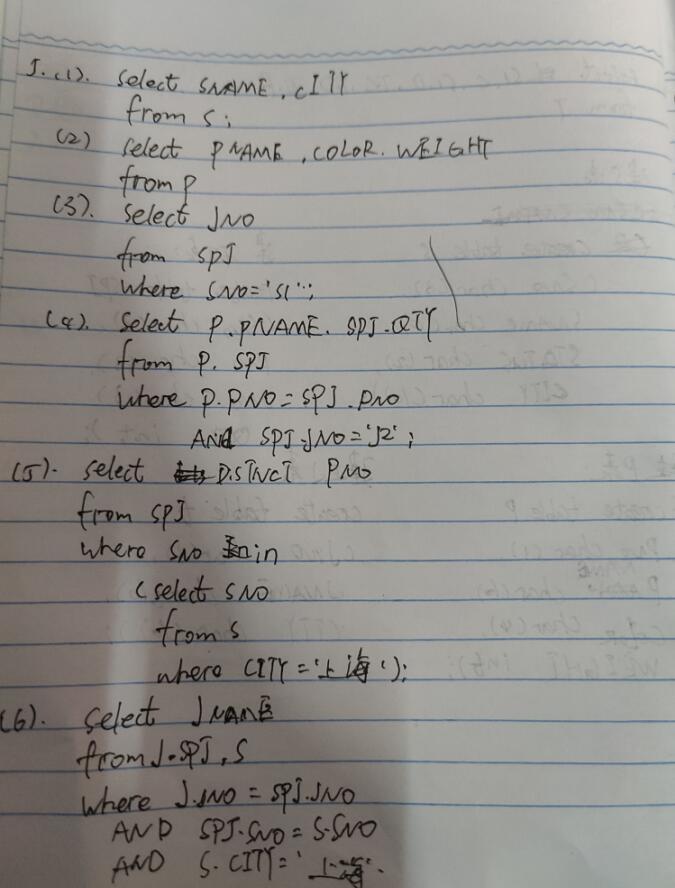 5.(1). select SNAME, CITY
from S;
(2) select PNAME, COLOR. WEIGHT
from P
(3). select JNO
from SPJ
where SNO='S1';
(4). select P.PNAME. SPJ.QTY
from P. SPJ
where P.PNO=SPJ.PNO
AND SPJ.JNO='J2';
(5). select DISTNCT PNO
from SPJ
where SNO in
(select SNO
from S
where CITY='上海');
(6). select JNAME
from J.SPJ,S
where J.JNO=SPJ.JNO
AND SPJ.SNO=S.SNO
AND S.CITY='上海'.